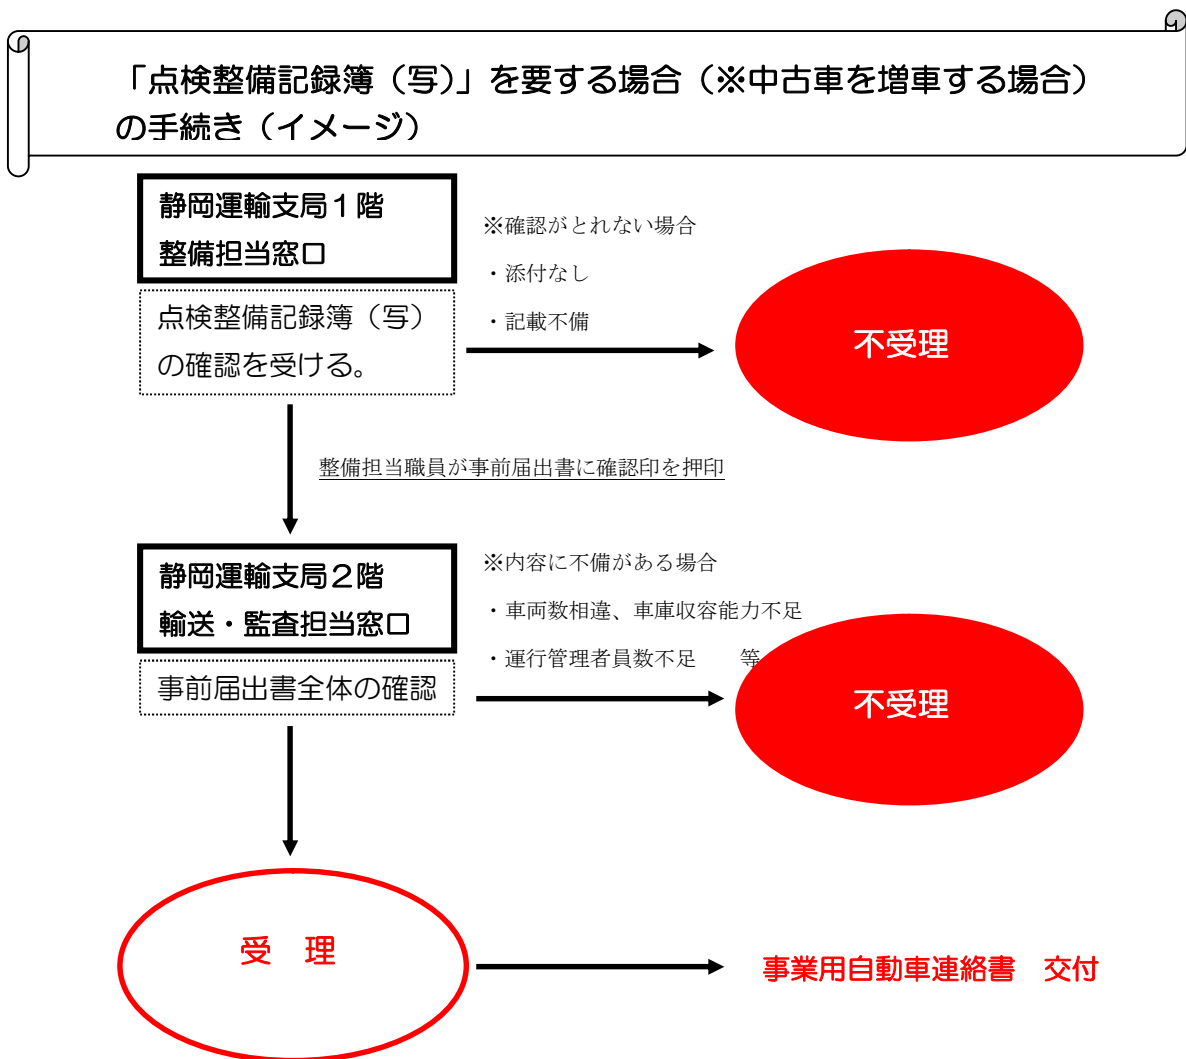 「点検整備記録簿（写）」を要する場合（※中古車を増車する場合）
の手続き（イメージ）
静岡運輸支局１階
整備担当窓口
※確認がとれない場合
・添付なし
・記載不備
点検整備記録簿（写）
の確認を受ける。
不受理
整備担当職員が事前届出書に確認印を押印
静岡運輸支局２階
輸送・監査担当窓口
※内容に不備がある場合
・車両数相違、車庫収容能力不足
・運行管理者員数不足　　等
事前届出書全体の確認
不受理
受　理
事業用自動車連絡書　交付